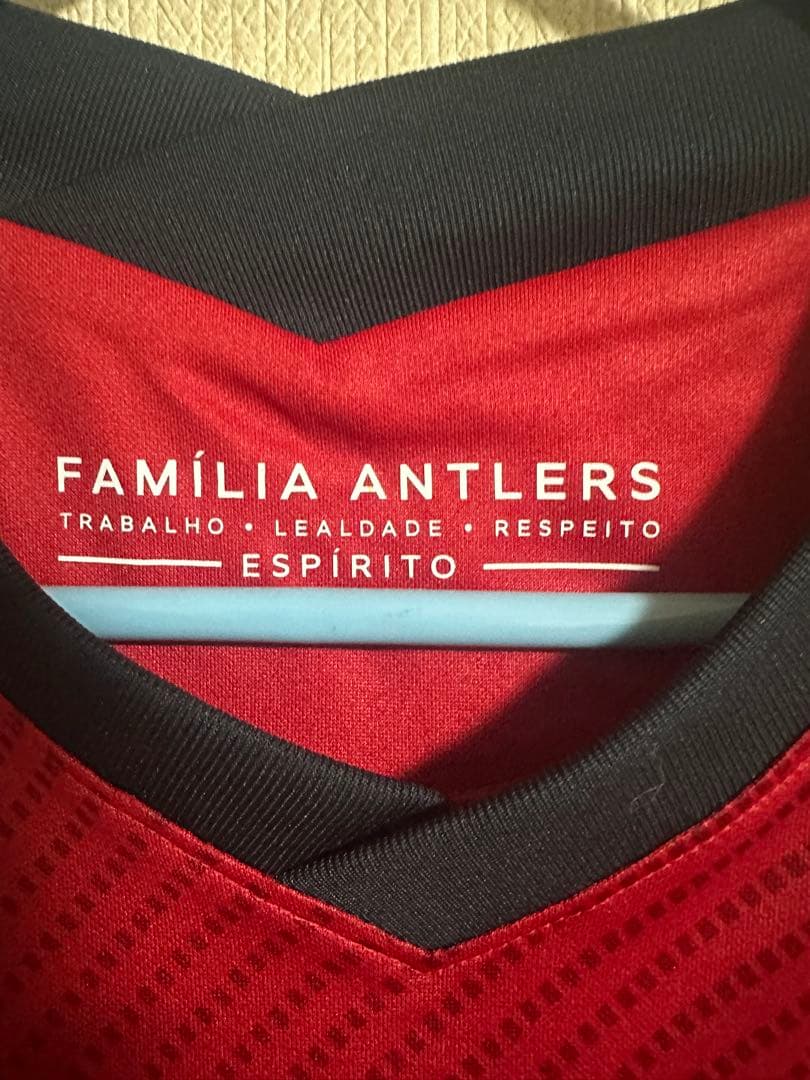 FAMÍLIA ANTLERS
TRABALHO • LEALDADE • RESPEITO
ESPÍRITO